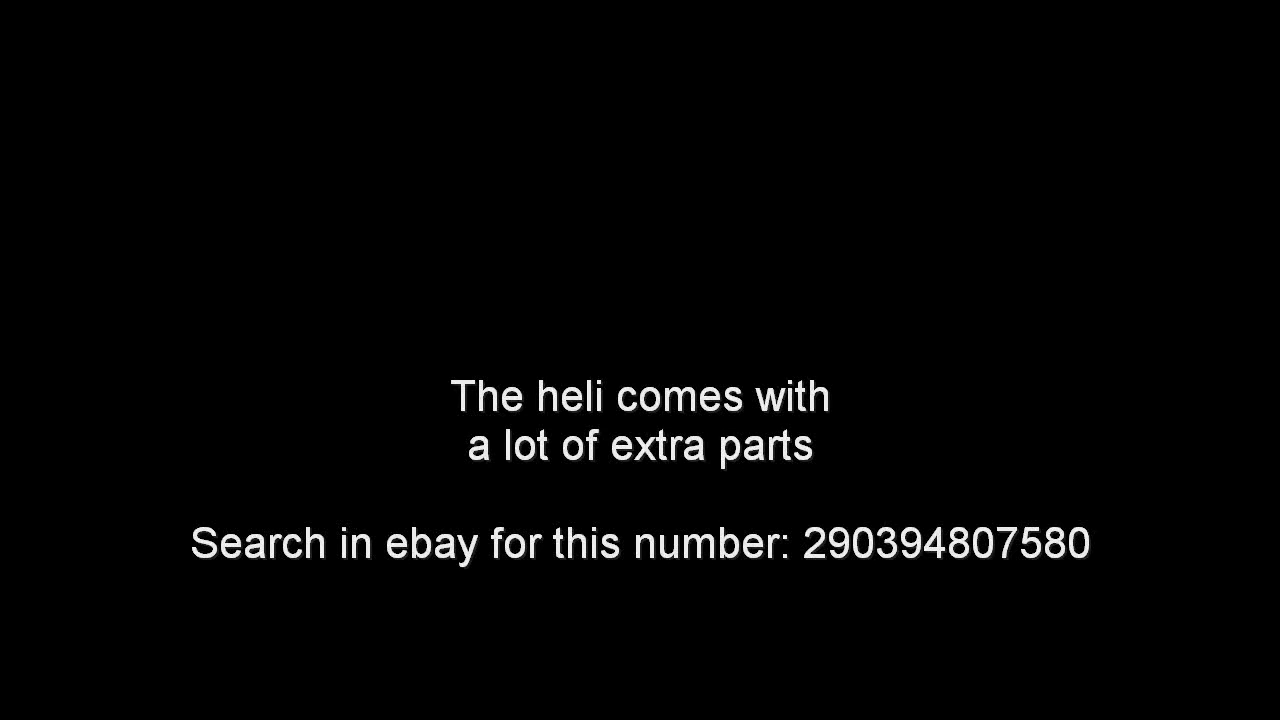 The heli comes with
a lot of extra parts
Search in ebay for this number: 290394807580